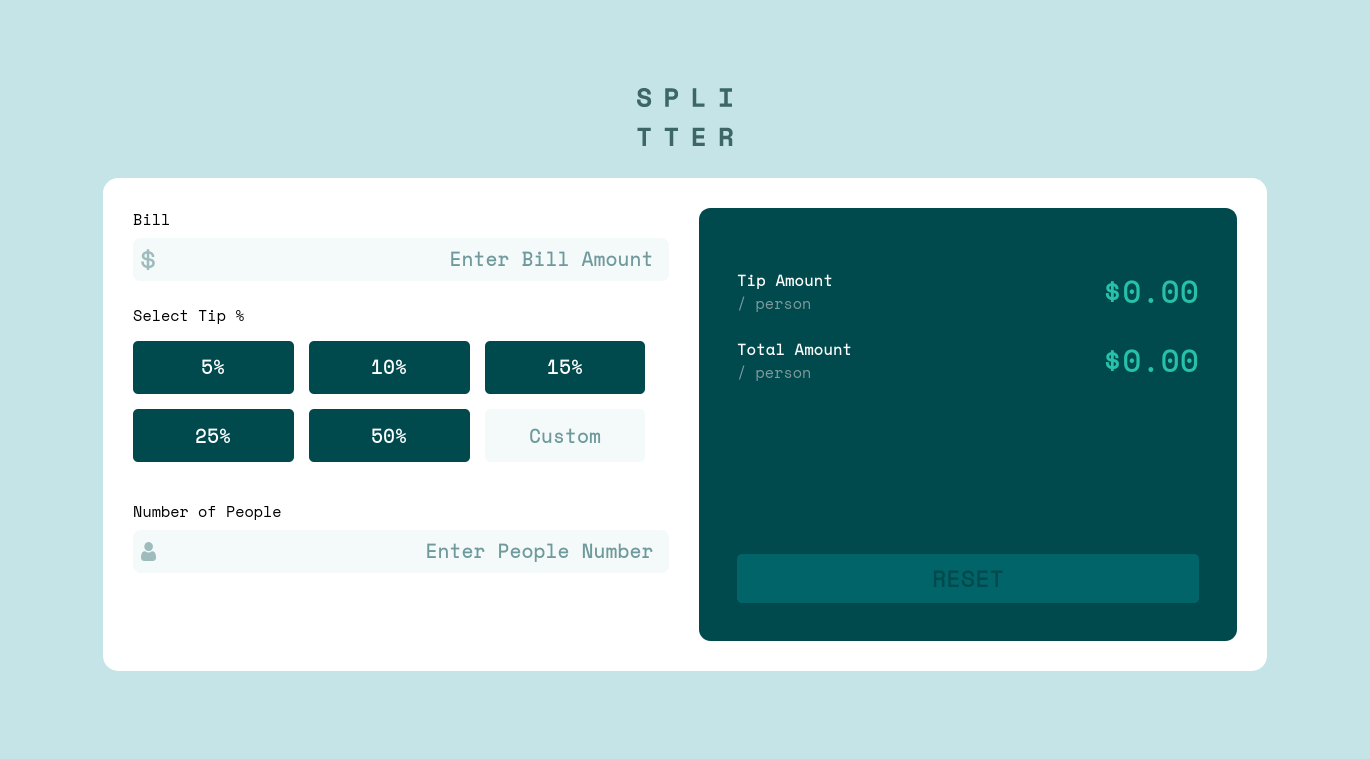 SPLI
TTER
Bill
$ Enter Bill Amount
Select Tip %
5% 10% 15%
25% 50% Custom
Number of People
Enter People Number
Tip Amount
/ person
$0.00
Total Amount
/ person
$0.00
RESET